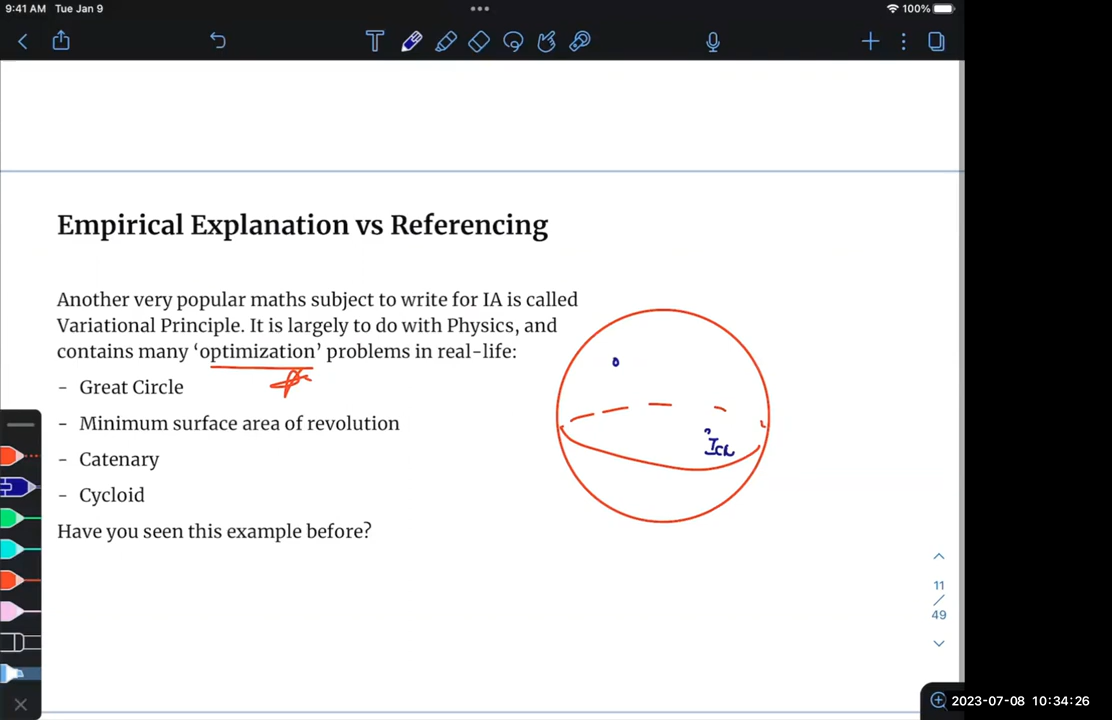 9:41 AM Tue Jan 9
100%
Empirical Explanation vs Referencing
Another very popular maths subject to write for IA is called
Variational Principle. It is largely to do with Physics, and
contains many ‘optimization’ problems in real-life:
- Great Circle
- Minimum surface area of revolution
- Catenary
- Cycloid
Have you seen this example before?
11
/
49
2023-07-08 10:34:26